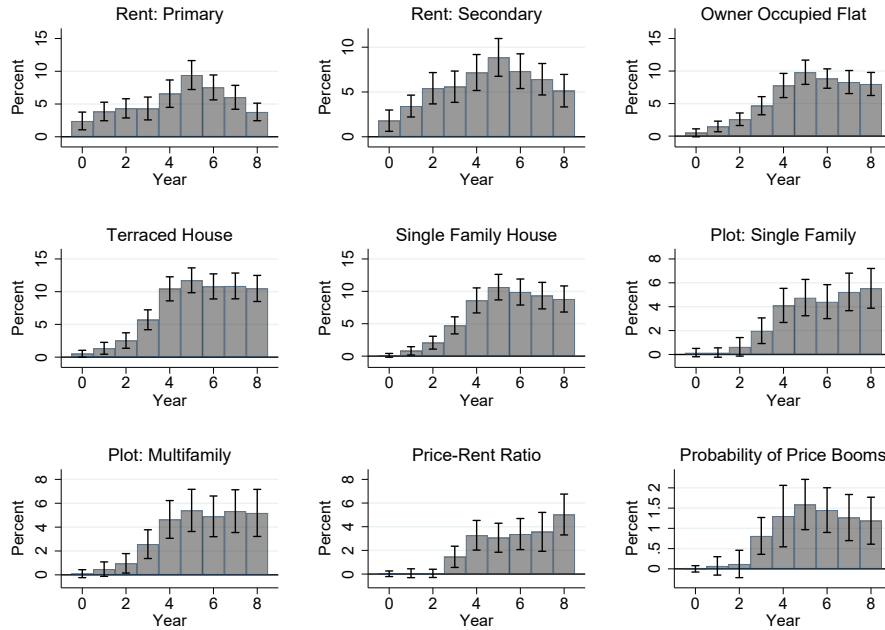 Rent: Primary
Percent
15
10
5
0
0 2 4 6 8
Year
Rent: Secondary
Percent
10
5
0
0 2 4 6 8
Year
Owner Occupied Flat
Percent
15
10
5
0
0 2 4 6 8
Year
Terraced House
Percent
15
10
5
0
0 2 4 6 8
Year
Single Family House
Percent
15
10
5
0
0 2 4 6 8
Year
Plot: Single Family
Percent
8
6
4
2
0
0 2 4 6 8
Year
Plot: Multifamily
Percent
8
6
4
2
0
0 2 4 6 8
Year
Price-Rent Ratio
Percent
8
6
4
2
0
0 2 4 6 8
Year
Probability of Price Booms
Percent
2
1.5
1
.5
0
0 2 4 6 8
Year